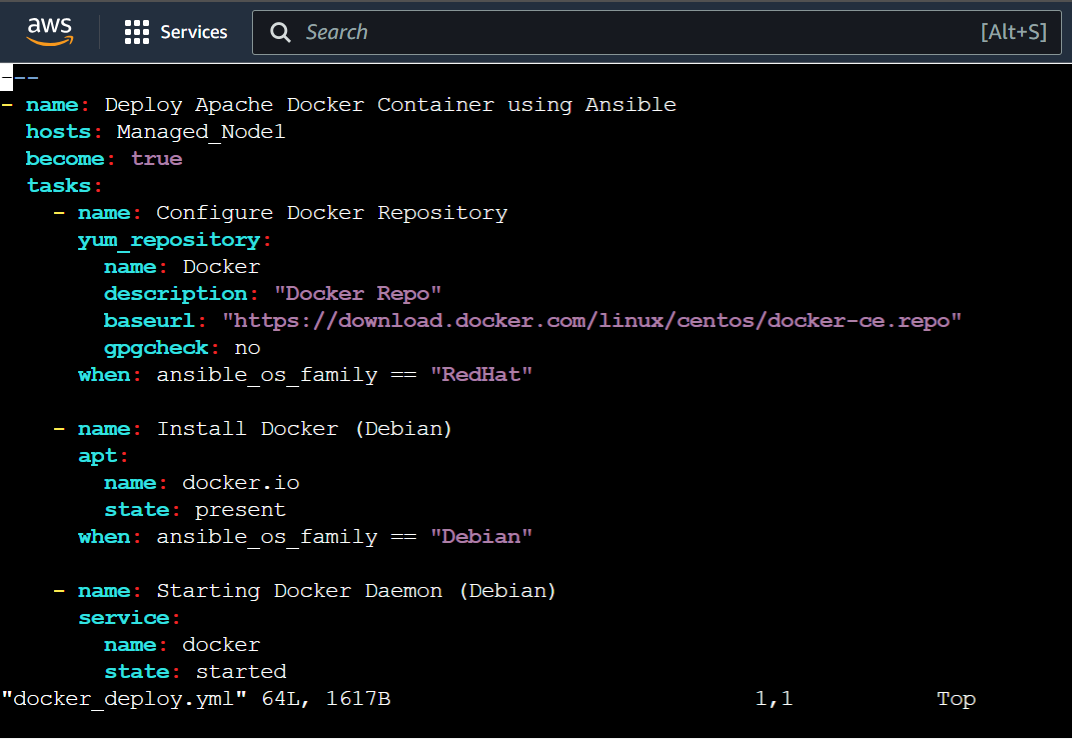 aws Services Search [Alt+S]
---
- name: Deploy Apache Docker Container using Ansible
  hosts: Managed_Node1
  become: true
  tasks:
    - name: Configure Docker Repository
      yum_repository:
        name: Docker
        description: "Docker Repo"
        baseurl: "https://download.docker.com/linux/centos/docker-ce.repo"
        gpgcheck: no
      when: ansible_os_family == "RedHat"

    - name: Install Docker (Debian)
      apt:
        name: docker.io
        state: present
      when: ansible_os_family == "Debian"

    - name: Starting Docker Daemon (Debian)
      service:
        name: docker
        state: started
"docker_deploy.yml" 64L, 1617B 1,1 Top